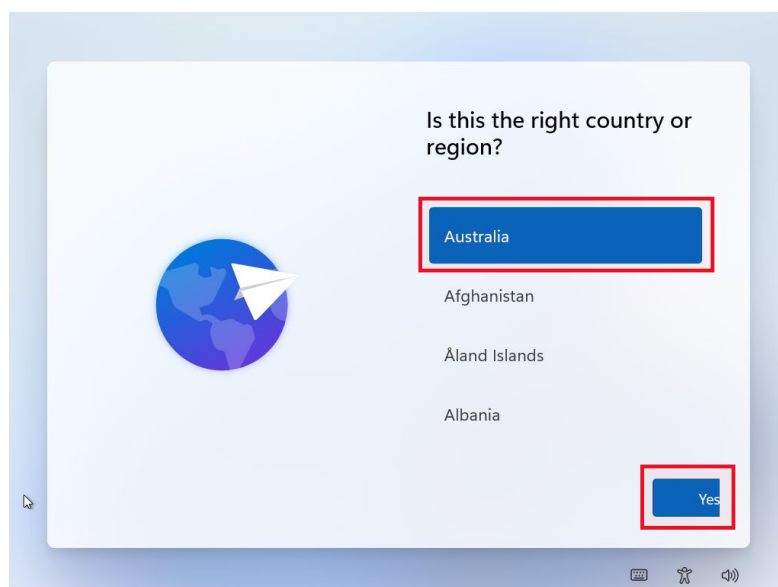 Is this the right country or
region?
Australia
Afghanistan
Åland Islands
Albania
Yes